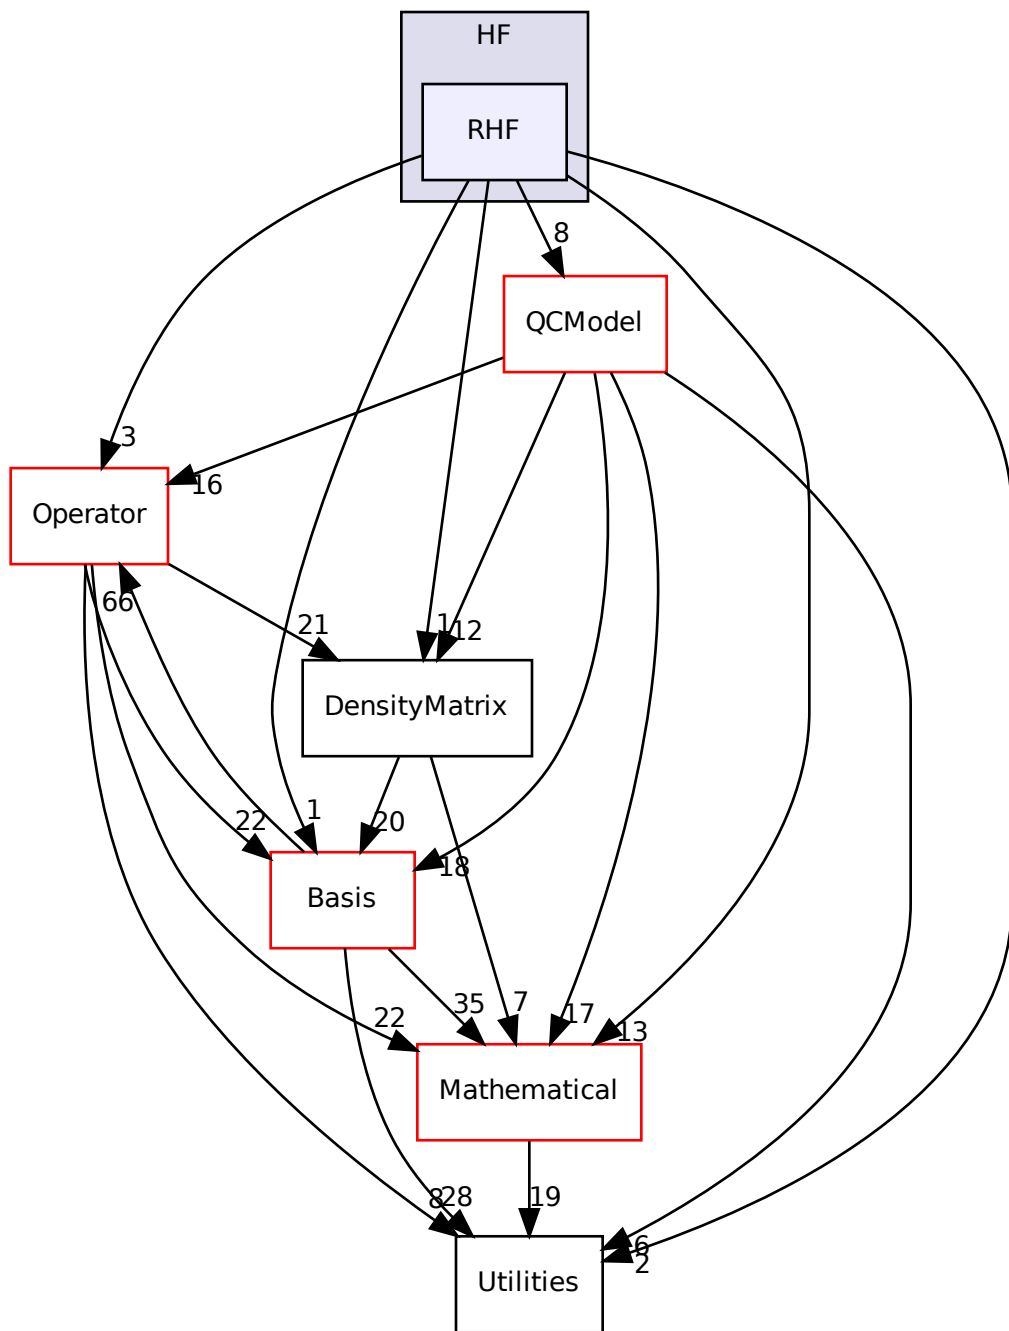 HF
RHF
8
QCModel
3
16
Operator
66
21
1
12
DensityMatrix
22
1
20
18
Basis
22
35
7
17
13
Mathematical
8
28
19
6
2
Utilities